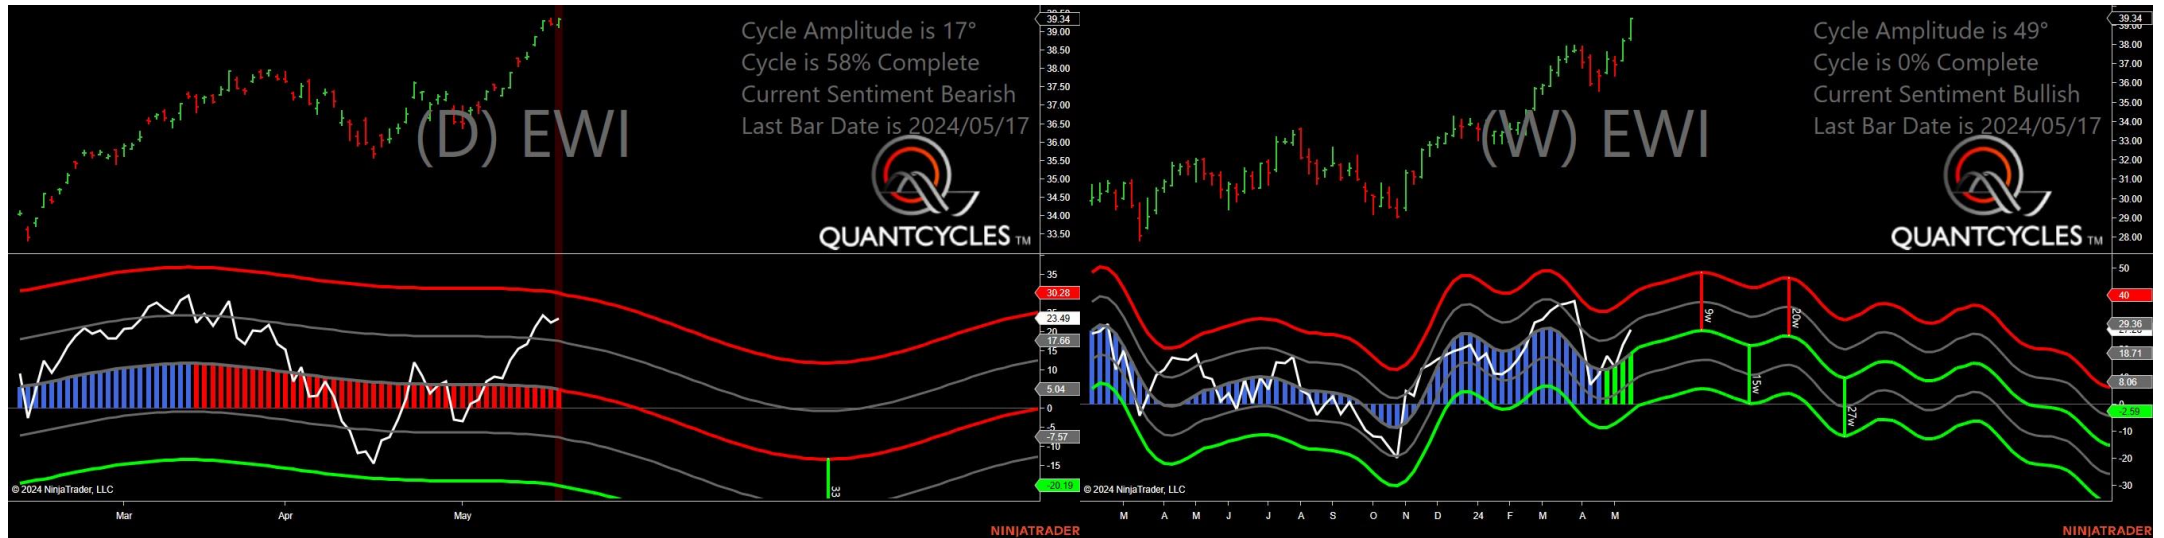 Cycle Amplitude is 17°
Cycle is 58% Complete
Current Sentiment Bearish
Last Bar Date is 2024/05/17
(D) EWI
QUANTCYCLES TM
39.34
39.00
38.50
38.00
37.50
37.00
36.50
36.00
35.50
35.00
34.50
34.00
33.50
35
30.28
23.49
20
17.66
15
10
5.04
0
-5
-7.57
-10
-15
-20.19
33
© 2024 NinjaTrader, LLC
Mar Apr May
NINJATRADER
Cycle Amplitude is 49°
Cycle is 0% Complete
Current Sentiment Bullish
Last Bar Date is 2024/05/17
(W) EWI
QUANTCYCLES TM
39.34
39.00
38.00
37.00
36.00
35.00
34.00
33.00
32.00
31.00
30.00
29.00
28.00
50
40
29.36
18.71
8.06
0
-2.59
-10
-20
-30
9w
20w
15w
27w
© 2024 NinjaTrader, LLC
M A M J J A S O N D 24 F M A M
NINJATRADER